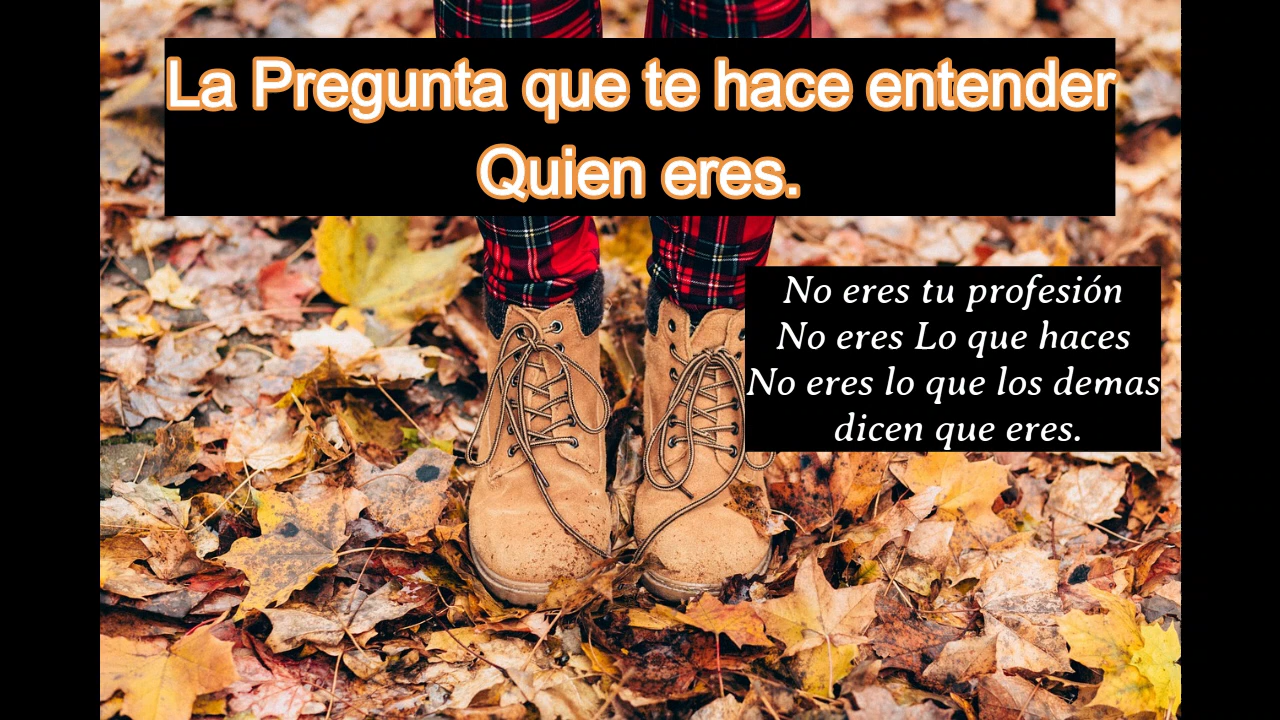 La Pregunta que te hace entender
Quien eres.
No eres tu profesión
No eres Lo que haces
No eres lo que los demas
dicen que eres.